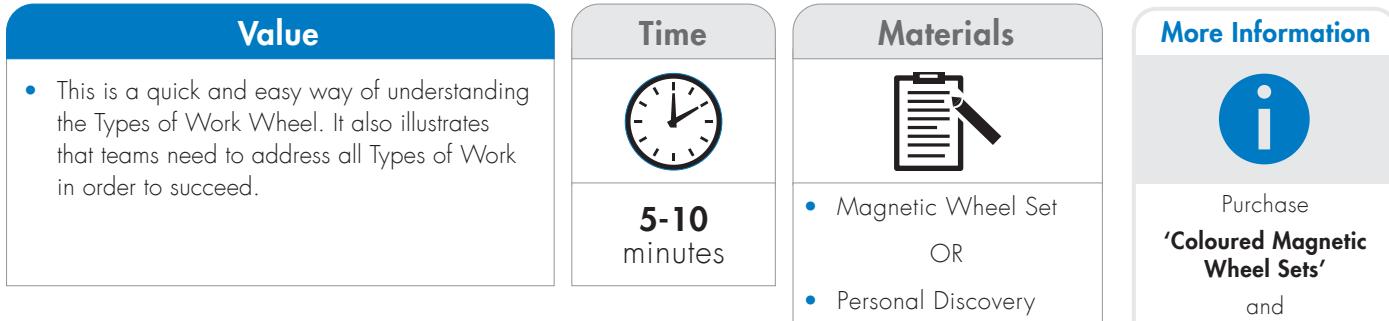 Value
• This is a quick and easy way of understanding
the Types of Work Wheel. It also illustrates
that teams need to address all Types of Work
in order to succeed.
Time
5-10
minutes
Materials
• Magnetic Wheel Set
OR
• Personal Discovery
More Information
i
Purchase
‘Coloured Magnetic
Wheel Sets’
and